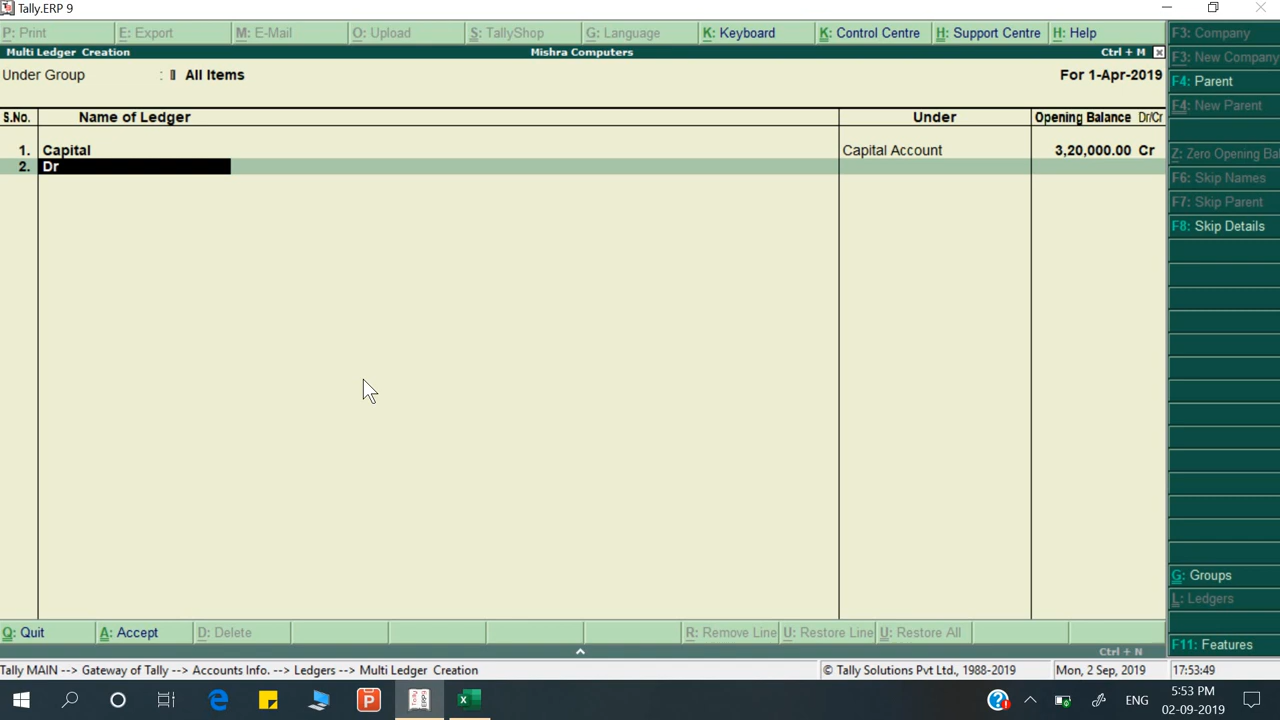 Tally.ERP 9
P: Print E: Export M: E-Mail O: Upload S: TallyShop G: Language K: Keyboard K: Control Centre H: Support Centre H: Help
Multi Ledger Creation Mishra Computers Ctrl + M
Under Group : All Items For 1-Apr-2019
S.No. Name of Ledger Under Opening Balance Dr/Cr
1. Capital Capital Account 3,20,000.00 Cr
2. Dr
F3: Company
F3: New Company
F4: Parent
F4: New Parent
Z: Zero Opening Ba
F6: Skip Names
F7: Skip Parent
F8: Skip Details
G: Groups
L: Ledgers
F11: Features
Q: Quit A: Accept D: Delete R: Remove Line U: Restore Line U: Restore All
Ctrl + N
Tally MAIN --> Gateway of Tally --> Accounts Info. --> Ledgers --> Multi Ledger Creation © Tally Solutions Pvt Ltd., 1988-2019 Mon, 2 Sep, 2019 17:53:49
ENG 5:53 PM
02-09-2019